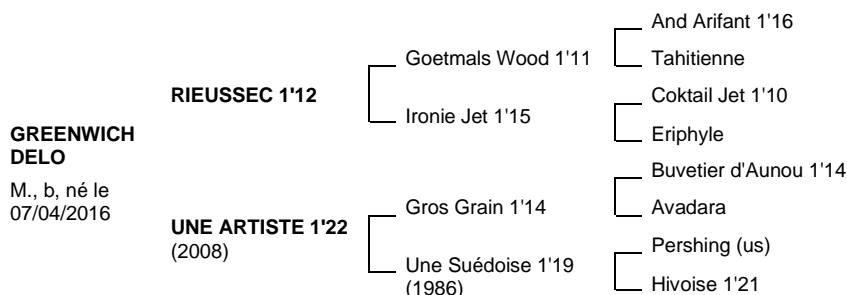 GREENWICH
DELO
M., b, né le
07/04/2016
RIEUSSEC 1'12
UNE ARTISTE 1'22
(2008)
Goetmals Wood 1'11
Ironie Jet 1'15
Gros Grain 1'14
Une Suédoise 1'19
(1986)
And Arifant 1'16
Tahitienne
Coktail Jet 1'10
Eriphyle
Buvetier d'Aunou 1'14
Avadara
Pershing (us)
Hivoise 1'21